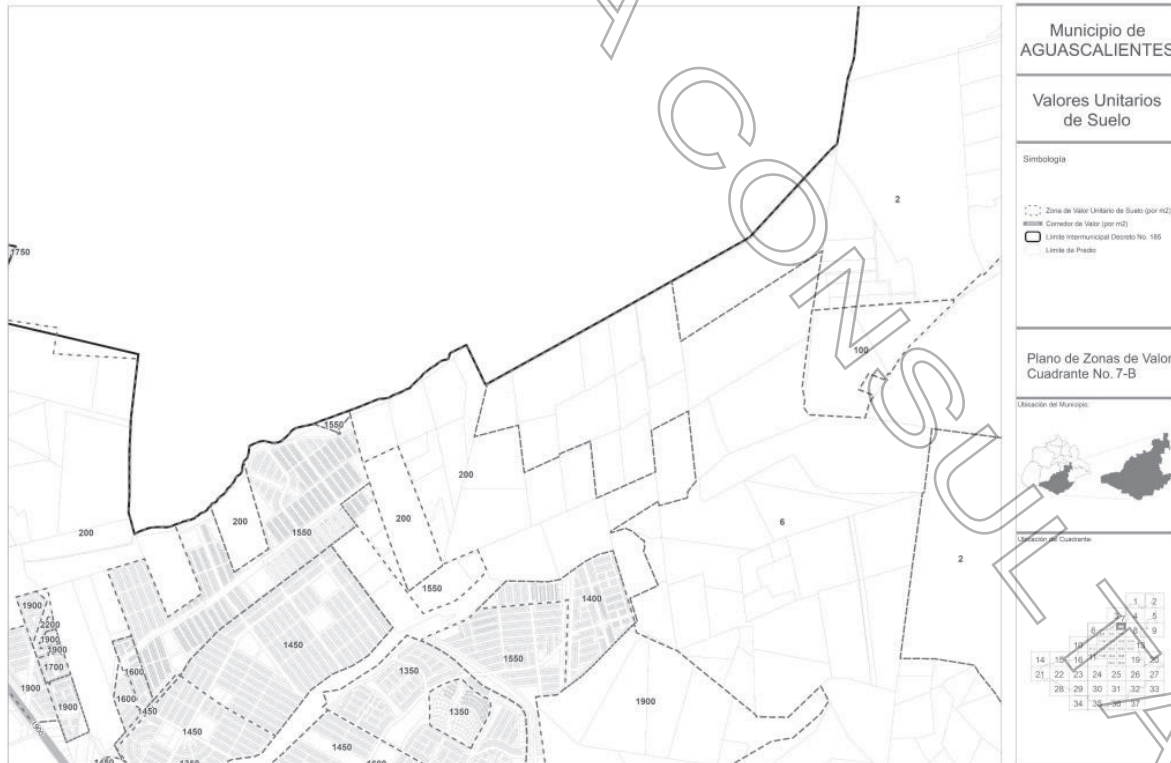 Municipio de
AGUASCALIENTES
Valores Unitarios
de Suelo
Simbología
Zona de Valor Unitario de Suelo (por m2)
Corredor de Valor (por m2)
Límite Intermunicipal Decreto No. 185
Límite de Predio
Plano de Zonas de Valor
Cuadrante No. 7-B
Ubicación del Municipio:
Ubicación del Cuadrante:
1 2
4 5
6 8 9
10
14 15 16 11 19 20
21 22 23 24 25 26 27
28 29 30 31 32 33
34 35 36 37
A CONSULTA
2
1750
100
1550
200
200
200
200
1550
6
2
1550
1400
1900
2200
1900
1900
1700
1900
1900
1600
1600
1450
1450
1350
1550
1350
1900
1450
1450
1450
1350